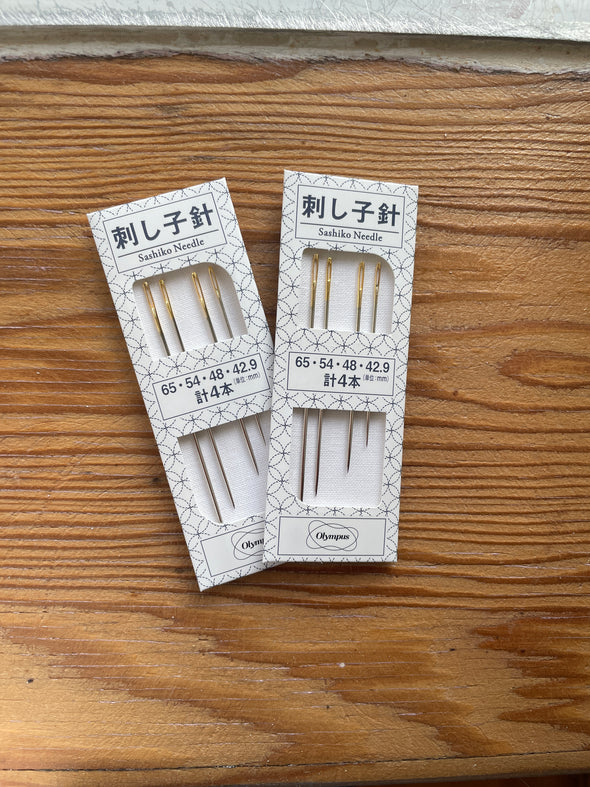 刺し子針
Sashiko Needle
65・54・48・42.9
計4本(単位:mm)
Olympus
刺し子針
Sashiko Needle
65・54・48・42.9
計4本(単位:mm)
Olympus